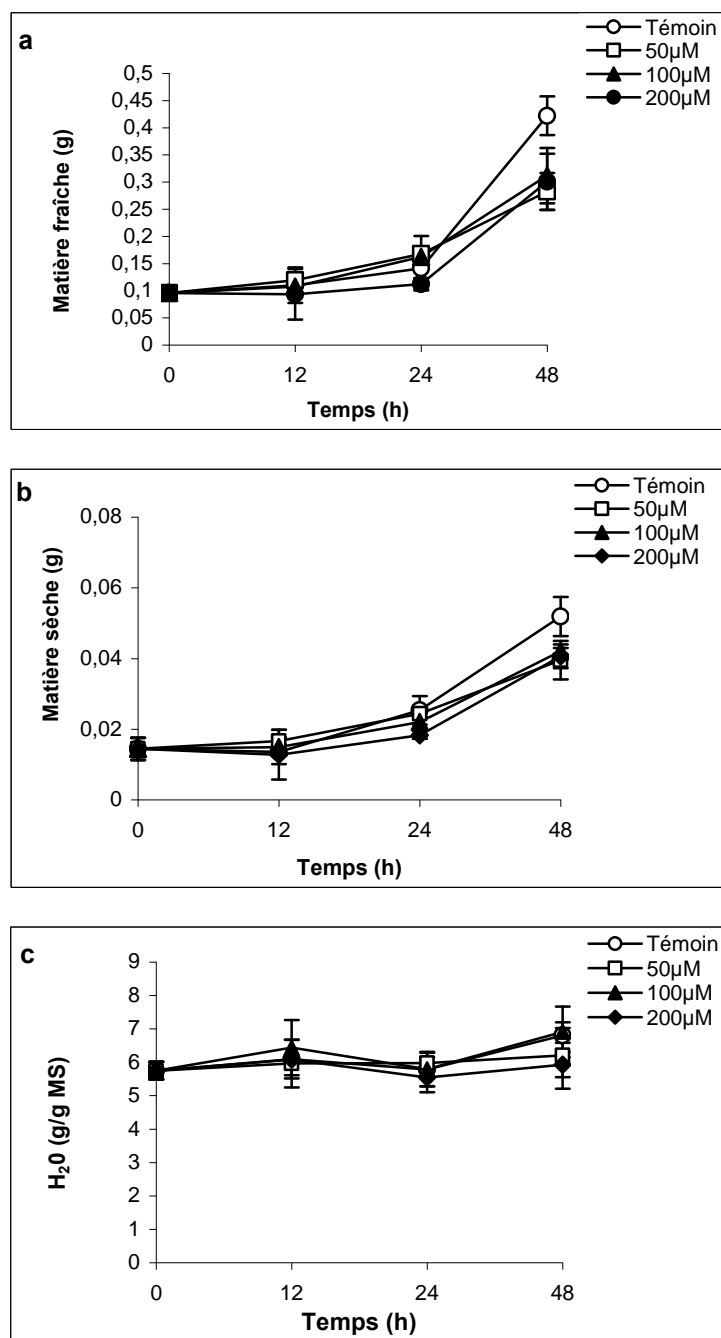 a
Témoin
50µM
100µM
200µM
0,5
0,45
0,4
0,35
0,3
0,25
0,2
0,15
0,1
0,05
0
Matière fraîche (g)
0 12 24 48
Temps (h)
b
Témoin
50µM
100µM
200µM
0,08
0,06
0,04
0,02
0
Matière sèche (g)
0 12 24 48
Temps (h)
c
Témoin
50µM
100µM
200µM
9
8
7
6
5
4
3
2
1
0
H₂0 (g/g MS)
0 12 24 48
Temps (h)